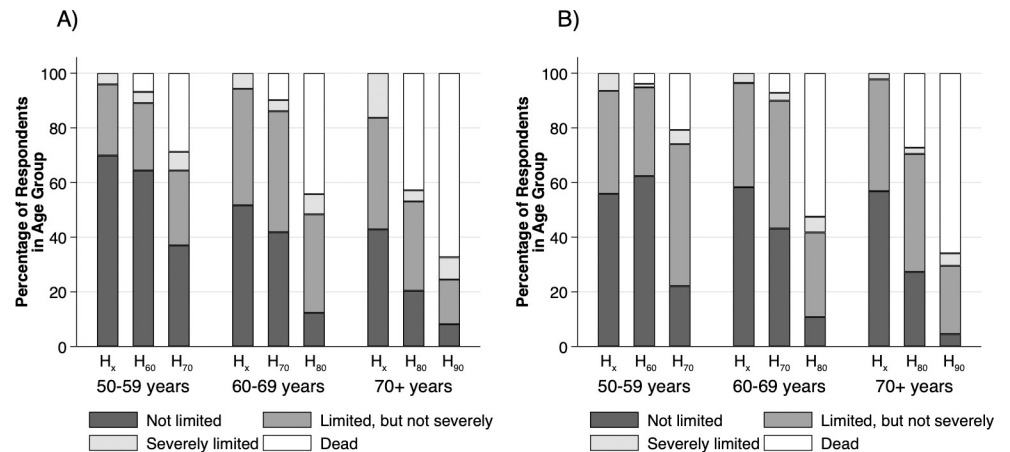 A)
Percentage of Respondents
in Age Group
100
80
60
40
20
0
Hx H60 H70 Hx H70 H80 Hx H80 H90
50-59 years 60-69 years 70+ years
Not limited Limited, but not severely
Severely limited Dead
B)
Percentage of Respondents
in Age Group
100
80
60
40
20
0
Hx H60 H70 Hx H70 H80 Hx H80 H90
50-59 years 60-69 years 70+ years
Not limited Limited, but not severely
Severely limited Dead